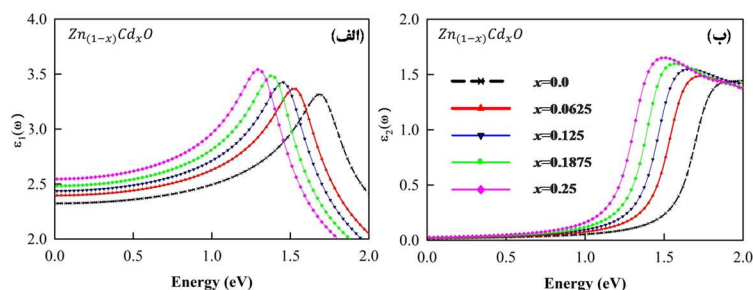 Zn(1−x)CdxO
(الف)
ε1(ω)
4.0
3.5
3.0
2.5
2.0
0.0 0.5 1.0 1.5 2.0
Energy (eV)
Zn(1−x)CdxO
(ب)
ε2(ω)
2.0
1.5
1.0
0.5
0.0
x=0.0
x=0.0625
x=0.125
x=0.1875
x=0.25
0.0 0.5 1.0 1.5 2.0
Energy (eV)